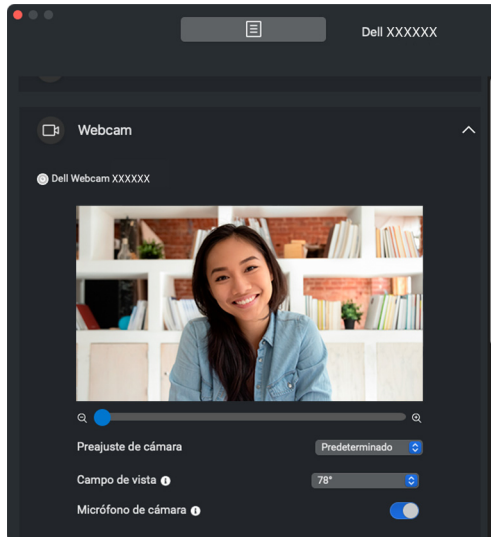 Dell XXXXXX
Webcam
Dell Webcam XXXXXX
Preajuste de cámara
Predeterminado
Campo de vista
78°
Micrófono de cámara